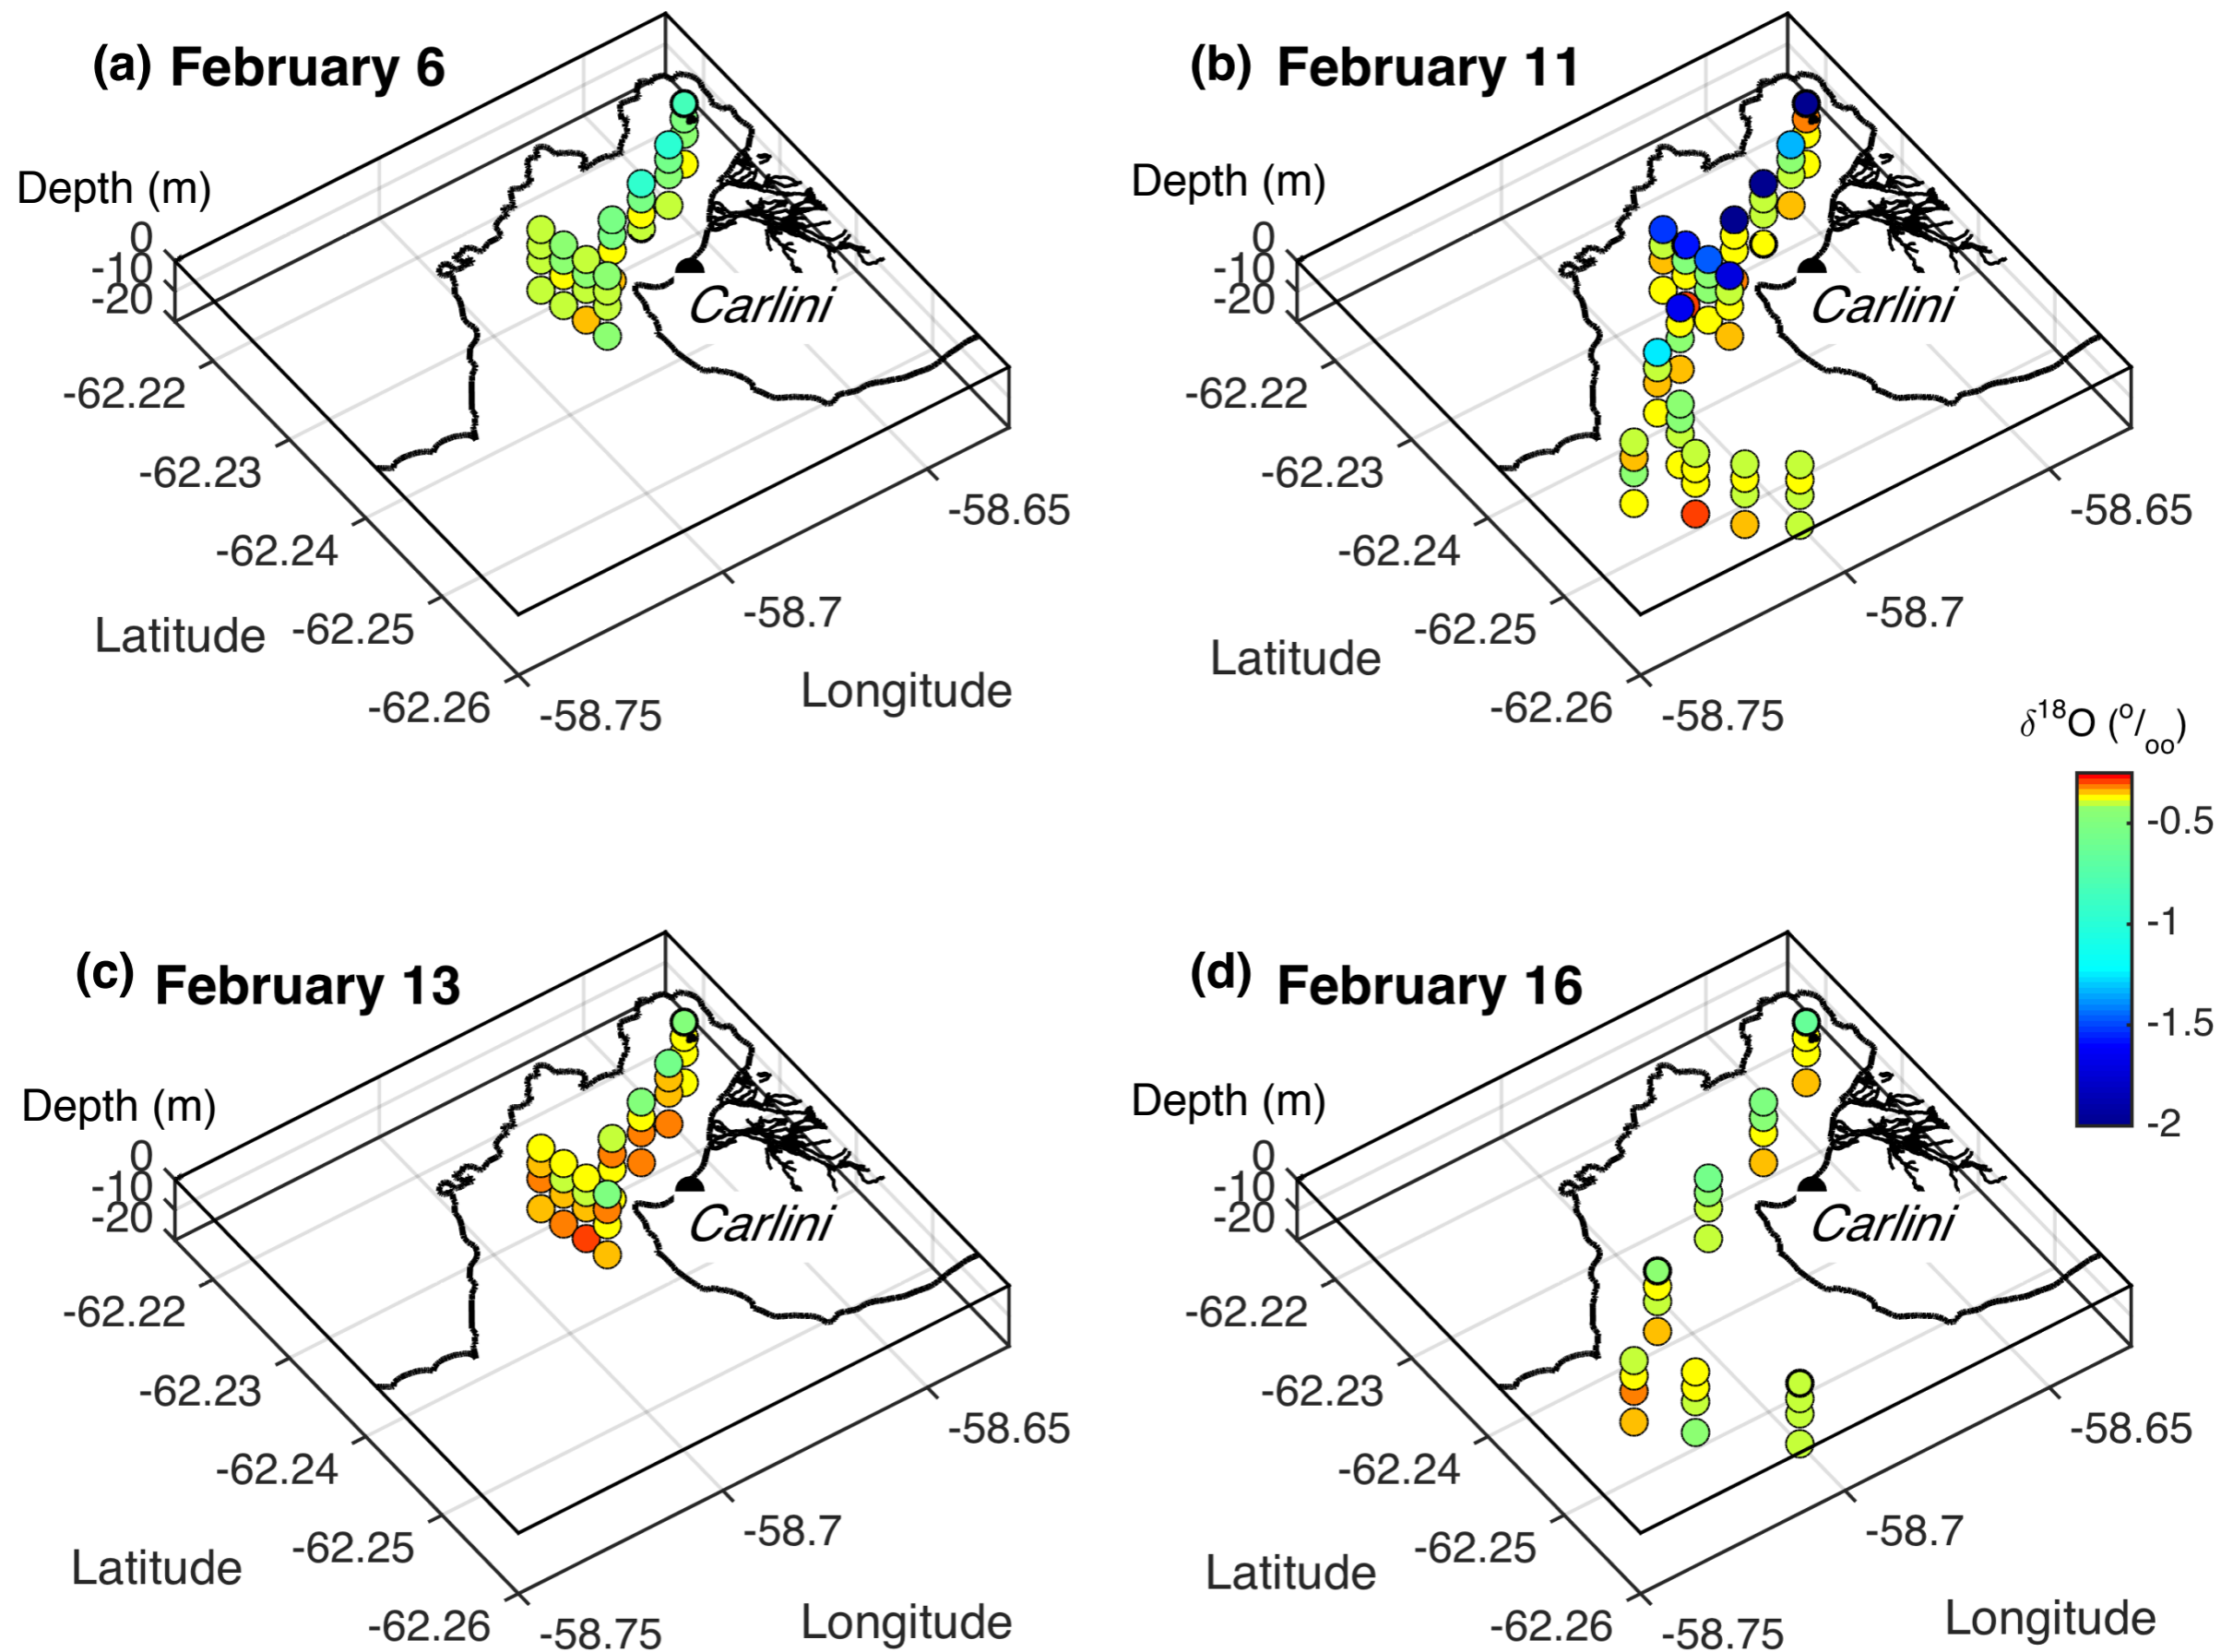 (a) February 6
Depth (m)
0
-10
-20
-62.22
-62.23
-62.24
-62.25
-62.26
Latitude
-58.75
-58.7
-58.65
Longitude
Carlini
(b) February 11
Depth (m)
0
-10
-20
-62.22
-62.23
-62.24
-62.25
-62.26
Latitude
-58.75
-58.7
-58.65
Carlini
δ18O (o/oo)
-0.5
-1
-1.5
-2
(c) February 13
Depth (m)
0
-10
-20
-62.22
-62.23
-62.24
-62.25
-62.26
Latitude
-58.75
-58.7
-58.65
Longitude
Carlini
(d) February 16
Depth (m)
0
-10
-20
-62.22
-62.23
-62.24
-62.25
-62.26
Latitude
-58.75
-58.7
-58.65
Longitude
Carlini